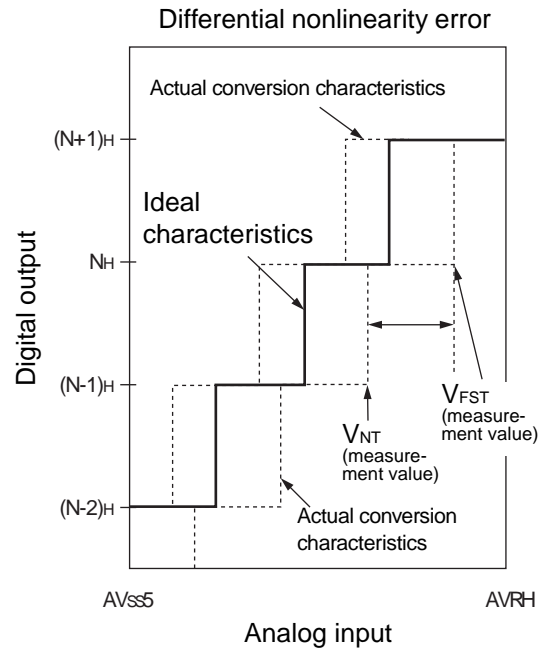 Differential nonlinearity error
Actual conversion characteristics
(N+1)H
Ideal
characteristics
NH
Digital output
(N-1)H
VFST
(measure-
ment value)
VNT
(measure-
ment value)
(N-2)H
Actual conversion
characteristics
AVss5
AVRH
Analog input